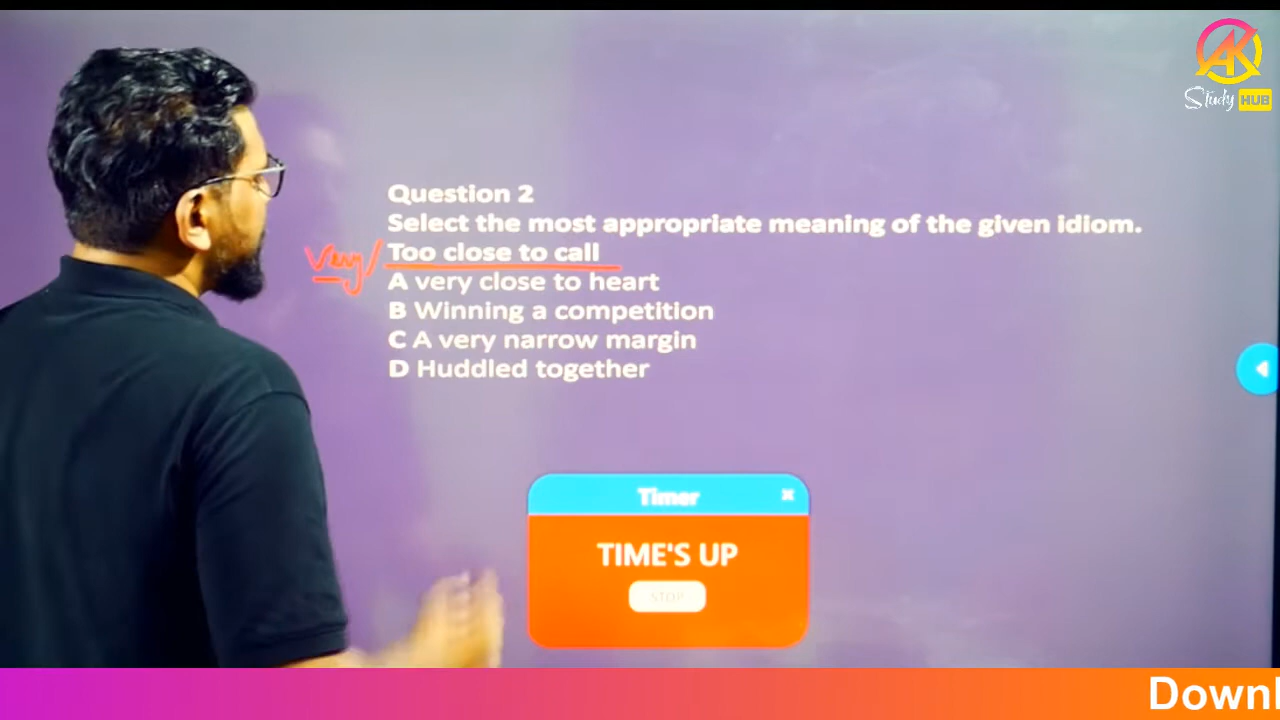 AK
Study HUB
Question 2
Select the most appropriate meaning of the given idiom.
Very/ Too close to call
A very close to heart
B Winning a competition
C A very narrow margin
D Huddled together
Timer ×
TIME'S UP
STOP
Downl